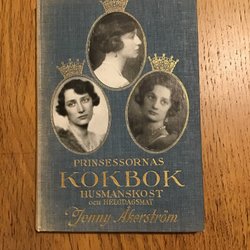 PRINSESSORNAS
KOKBOK
HUSMANSKOST
och HELGDAGSMAT
Jenny Åkerström